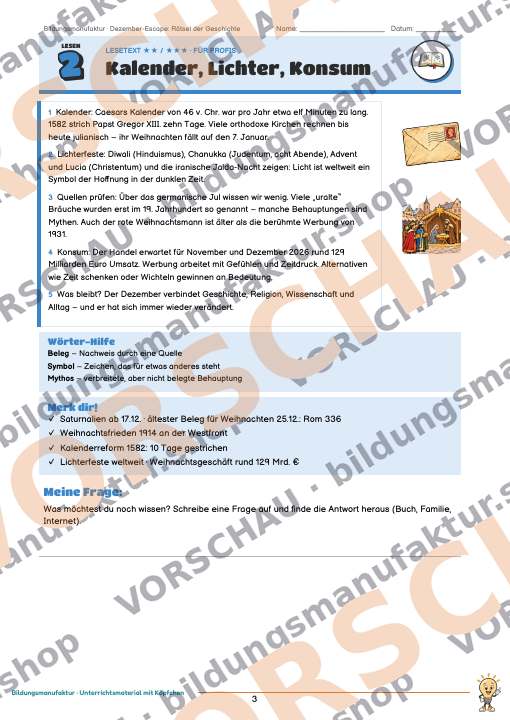 Bildungsmanufaktur · Dezember-Escape: Rätsel der Geschichte Name: Datum:
LESEN
2
LESETEXT ★★ / ★★★ · FÜR PROFIS
Kalender, Lichter, Konsum
1 Kalender: Caesars Kalender von 46 v. Chr. war pro Jahr etwa elf Minuten zu lang.
1582 strich Papst Gregor XIII. zehn Tage. Viele orthodoxe Kirchen rechnen bis
heute julianisch – ihr Weihnachten fällt auf den 7. Januar.
2 Lichterfeste: Diwali (Hinduismus), Chanukka (Judentum, acht Abende), Advent
und Lucia (Christentum) und die iranische Jalda-Nacht zeigen: Licht ist weltweit ein
Symbol der Hoffnung in der dunklen Zeit.
3 Quellen prüfen: Über das germanische Jul wissen wir wenig. Viele „uralte“
Bräuche wurden erst im 19. Jahrhundert so genannt – manche Behauptungen sind
Mythen. Auch der rote Weihnachtsmann ist älter als die berühmte Werbung von
1931.
4 Konsum: Der Handel erwartet für November und Dezember 2026 rund 129
Milliarden Euro Umsatz. Werbung arbeitet mit Gefühlen und Zeitdruck. Alternativen
wie Zeit schenken oder Wichteln gewinnen an Bedeutung.
5 Was bleibt? Der Dezember verbindet Geschichte, Religion, Wissenschaft und
Alltag – und er hat sich immer wieder verändert.
Wörter-Hilfe
Beleg – Nachweis durch eine Quelle
Symbol – Zeichen, das für etwas anderes steht
Mythos – verbreitete, aber nicht belegte Behauptung
Merk dir!
✓ Saturnalien ab 17.12. · ältester Beleg für Weihnachten 25.12.: Rom 336
✓ Weihnachtsfrieden 1914 an der Westfront
✓ Kalenderreform 1582: 10 Tage gestrichen
✓ Lichterfeste weltweit · Weihnachtsgeschäft rund 129 Mrd. €
Meine Frage:
Was möchtest du noch wissen? Schreibe eine Frage auf und finde die Antwort heraus (Buch, Familie,
Internet).
VORSCHAU · bildungsmanufaktur.shop
Bildungsmanufaktur · Unterrichtsmaterial mit Köpfchen
3